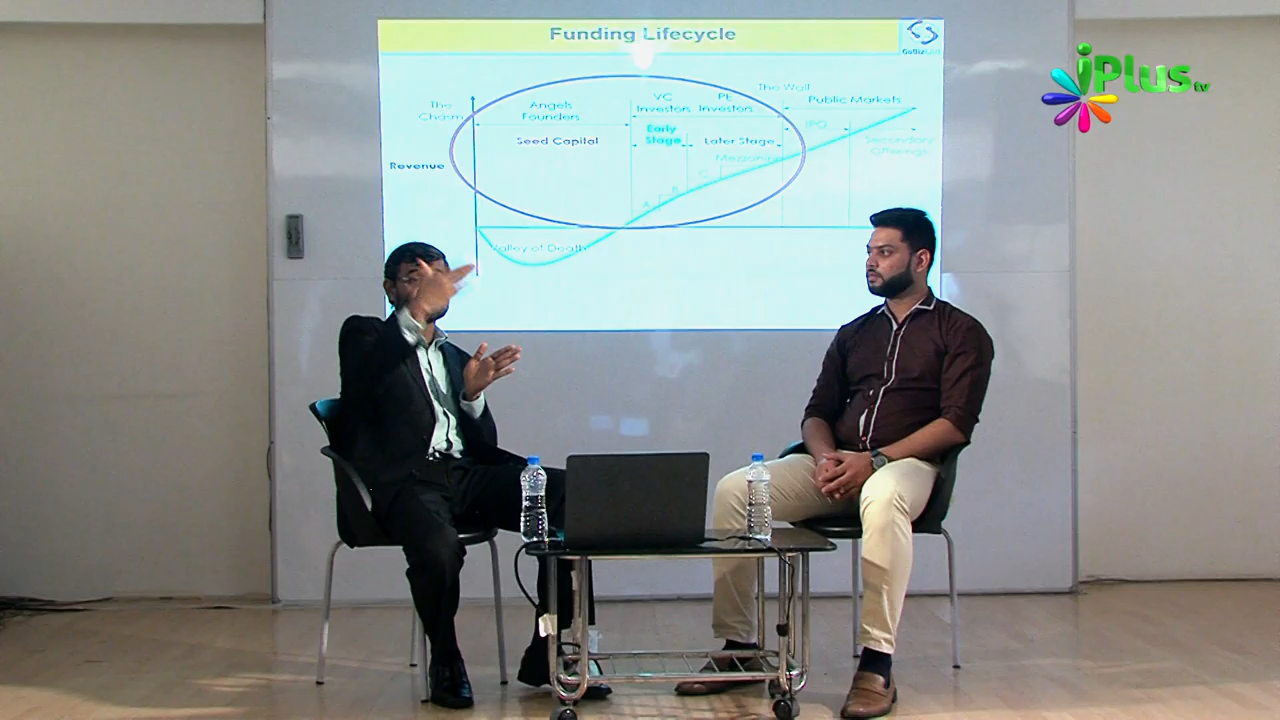 Funding Lifecycle
iPlus tv
The Wall
The
Chasm
Angels
Founders
VC
Investors
PE
Investors
Public Markets
IPO
Seed Capital
Early
Stage
Later Stage
Secondary
Offerings
Mezzanine
Revenue
A
B
C
Valley of Death